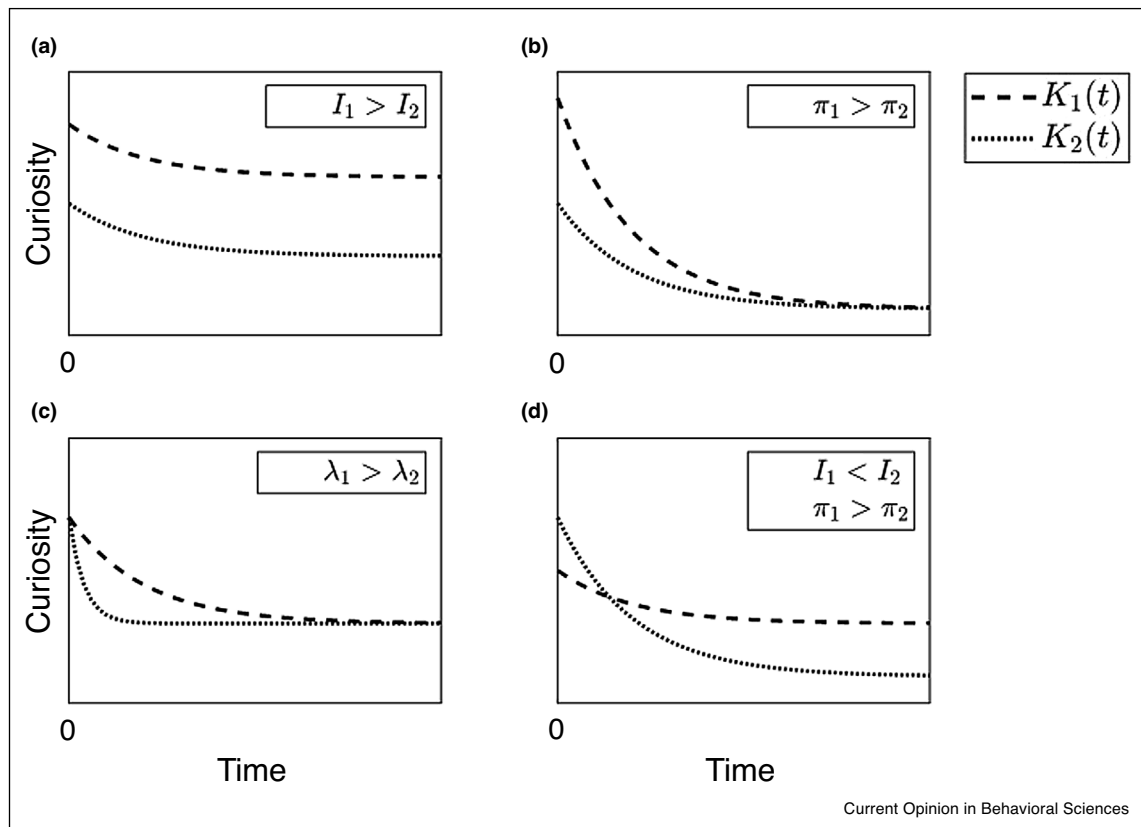 (a)
I₁ > I₂
Curiosity
0
(b)
π₁ > π₂
0
K₁(t)
K₂(t)
(c)
λ₁ > λ₂
Curiosity
0
Time
(d)
I₁ < I₂
π₁ > π₂
0
Time
Current Opinion in Behavioral Sciences